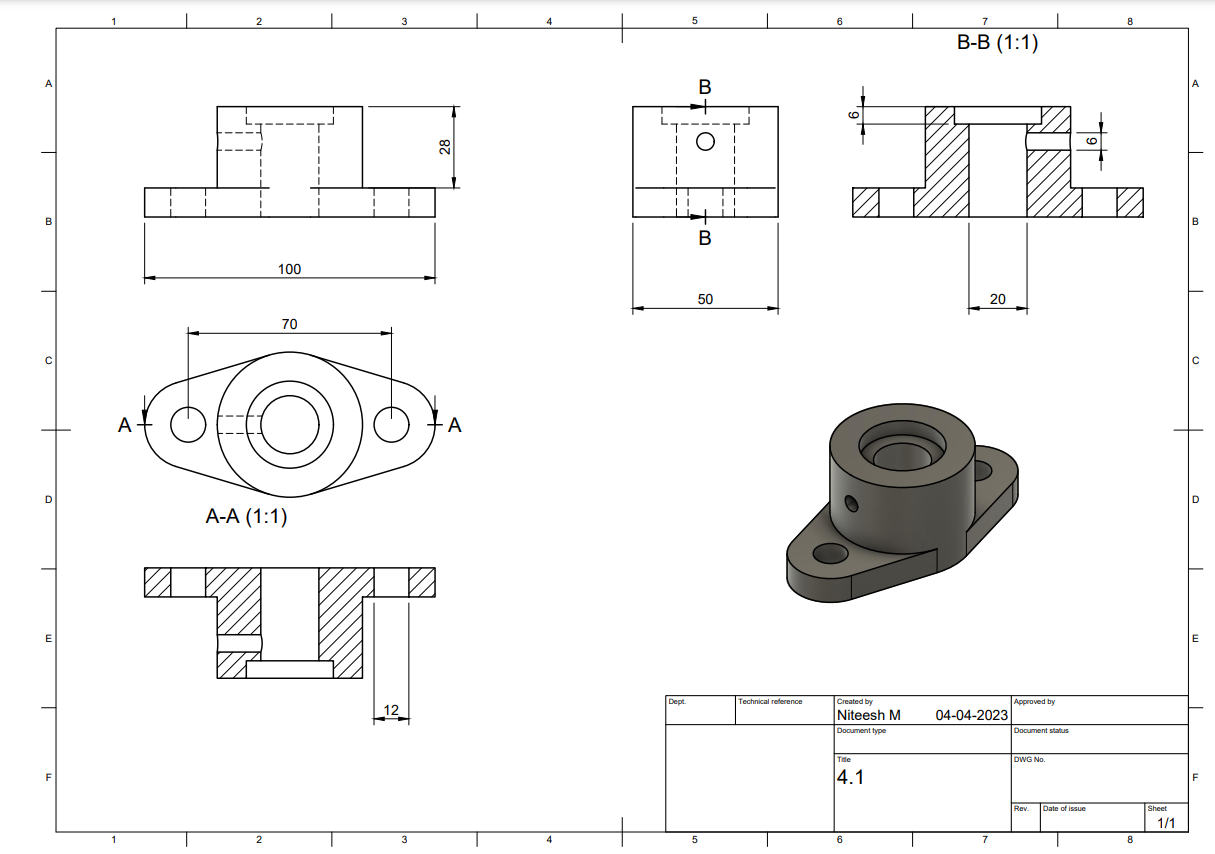 1 2 3 4 5 6 7 8
B-B (1:1)
A A
B
6
28
6
B B
B
100
20
50
70
C C
A A
D D
A-A (1:1)
E E
12
Dept. Technical reference Created by Approved by
Niteesh M 04-04-2023
Document type Document status
Title DWG No.
4.1
F F
Rev. Date of issue Sheet
1/1
1 2 3 4 5 6 7 8